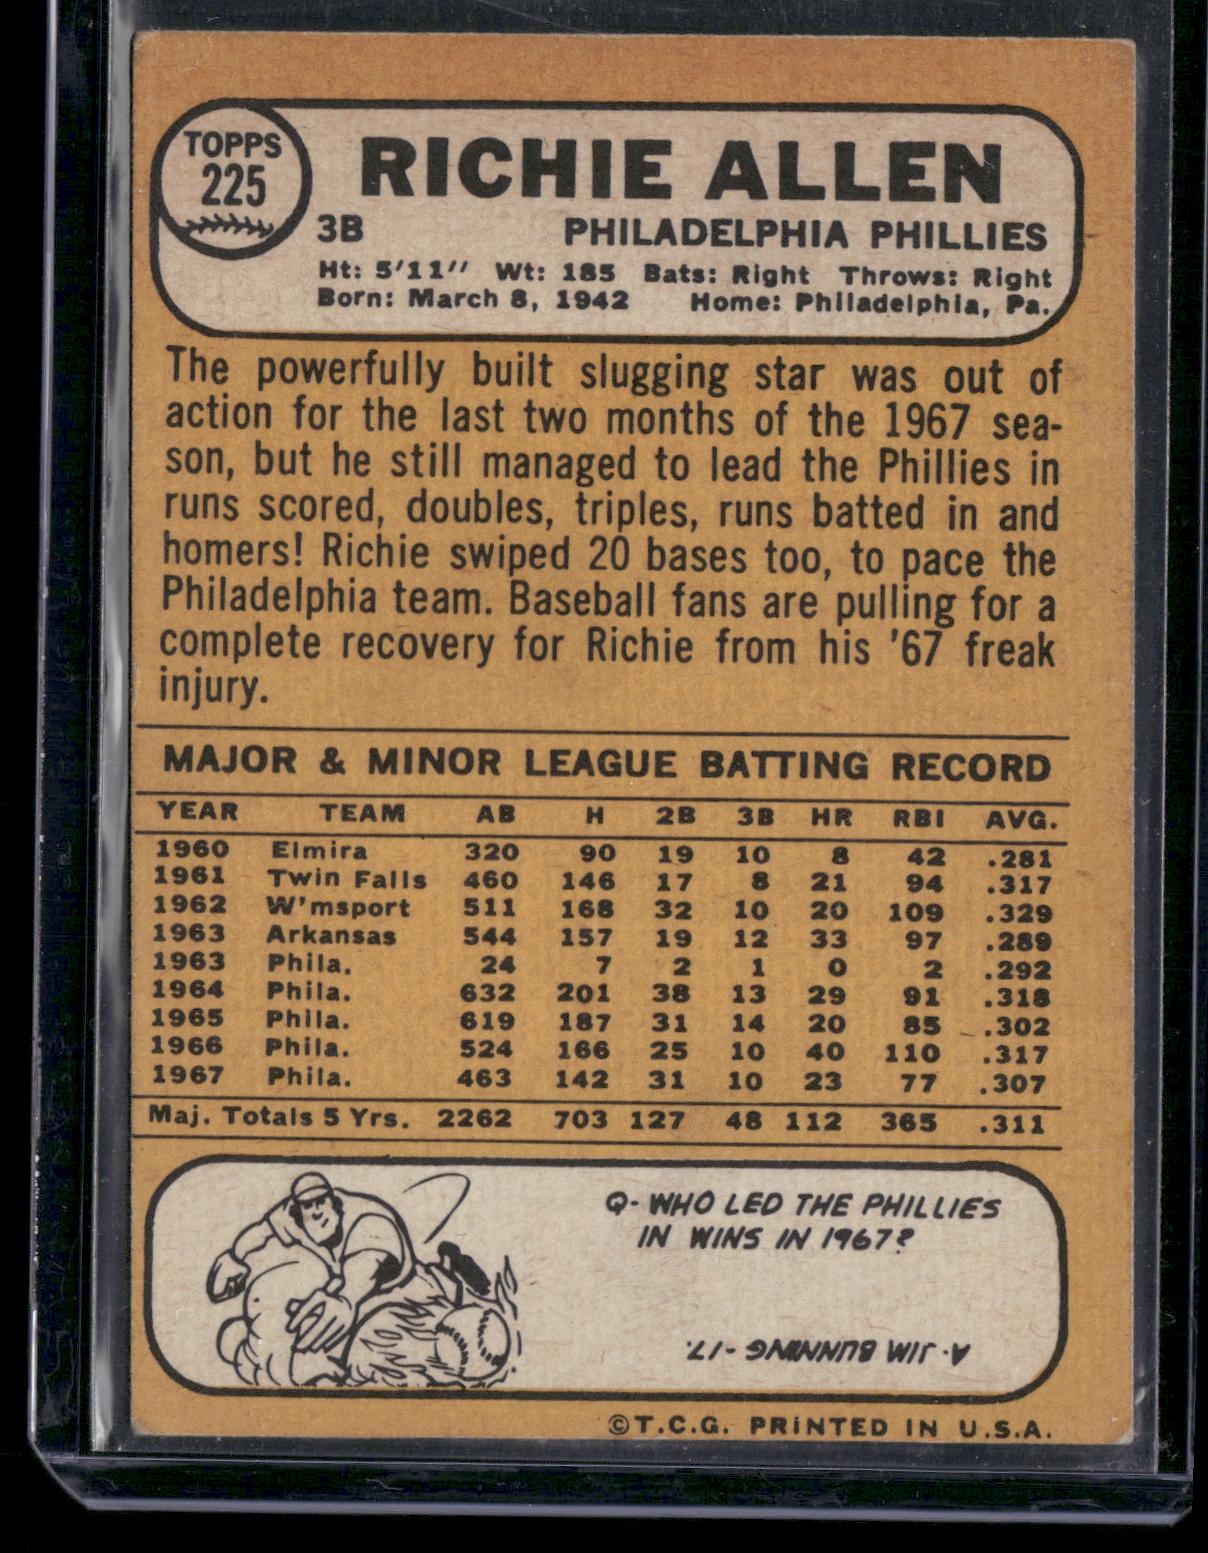 TOPPS
225
RICHIE ALLEN
3B PHILADELPHIA PHILLIES
Ht: 5'11" Wt: 185 Bats: Right Throws: Right
Born: March 8, 1942 Home: Philadelphia, Pa.
The powerfully built slugging star was out of
action for the last two months of the 1967 sea-
son, but he still managed to lead the Phillies in
runs scored, doubles, triples, runs batted in and
homers! Richie swiped 20 bases too, to pace the
Philadelphia team. Baseball fans are pulling for a
complete recovery for Richie from his '67 freak
injury.
MAJOR & MINOR LEAGUE BATTING RECORD
YEAR TEAM AB H 2B 3B HR RBI AVG.
1960 Elmira 320 90 19 10 8 42 .281
1961 Twin Falls 460 146 17 8 21 94 .317
1962 W'msport 511 168 32 10 20 109 .329
1963 Arkansas 544 157 19 12 33 97 .289
1963 Phila. 24 7 2 1 0 2 .292
1964 Phila. 632 201 38 13 29 91 .318
1965 Phila. 619 187 31 14 20 85 .302
1966 Phila. 524 166 25 10 40 110 .317
1967 Phila. 463 142 31 10 23 77 .307
Maj. Totals 5 Yrs. 2262 703 127 48 112 365 .311
Q- WHO LED THE PHILLIES
IN WINS IN 1967?
A- JIM BUNNING -17.
©T.C.G. PRINTED IN U.S.A.